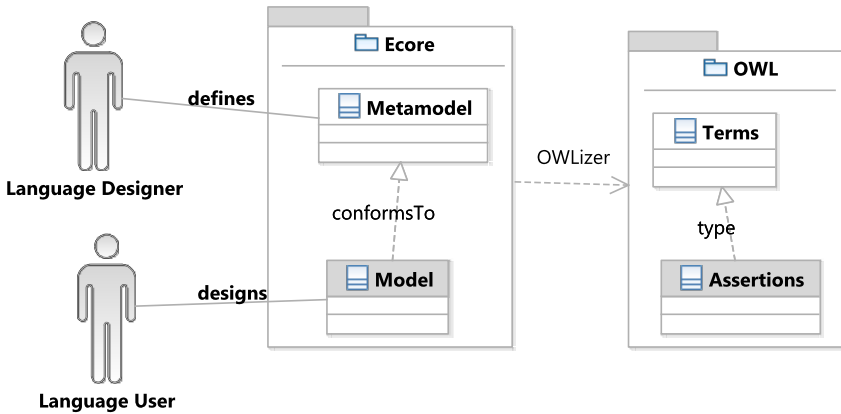 Ecore
OWL
defines
Metamodel
Terms
OWLizer
Language Designer
conformsTo
type
designs
Model
Assertions
Language User